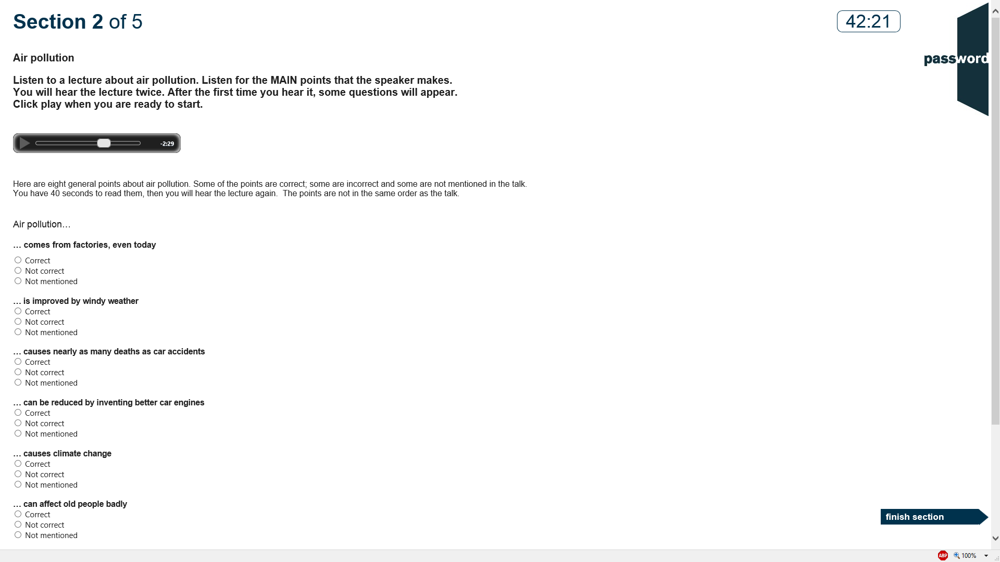 Section 2 of 5
42:21
password
Air pollution
Listen to a lecture about air pollution. Listen for the MAIN points that the speaker makes.
You will hear the lecture twice. After the first time you hear it, some questions will appear.
Click play when you are ready to start.
-2:29
Here are eight general points about air pollution. Some of the points are correct; some are incorrect and some are not mentioned in the talk.
You have 40 seconds to read them, then you will hear the lecture again. The points are not in the same order as the talk.
Air pollution…
… comes from factories, even today
Correct
Not correct
Not mentioned
… is improved by windy weather
Correct
Not correct
Not mentioned
… causes nearly as many deaths as car accidents
Correct
Not correct
Not mentioned
… can be reduced by inventing better car engines
Correct
Not correct
Not mentioned
… causes climate change
Correct
Not correct
Not mentioned
… can affect old people badly
Correct
Not correct
Not mentioned
finish section
ABP
100%